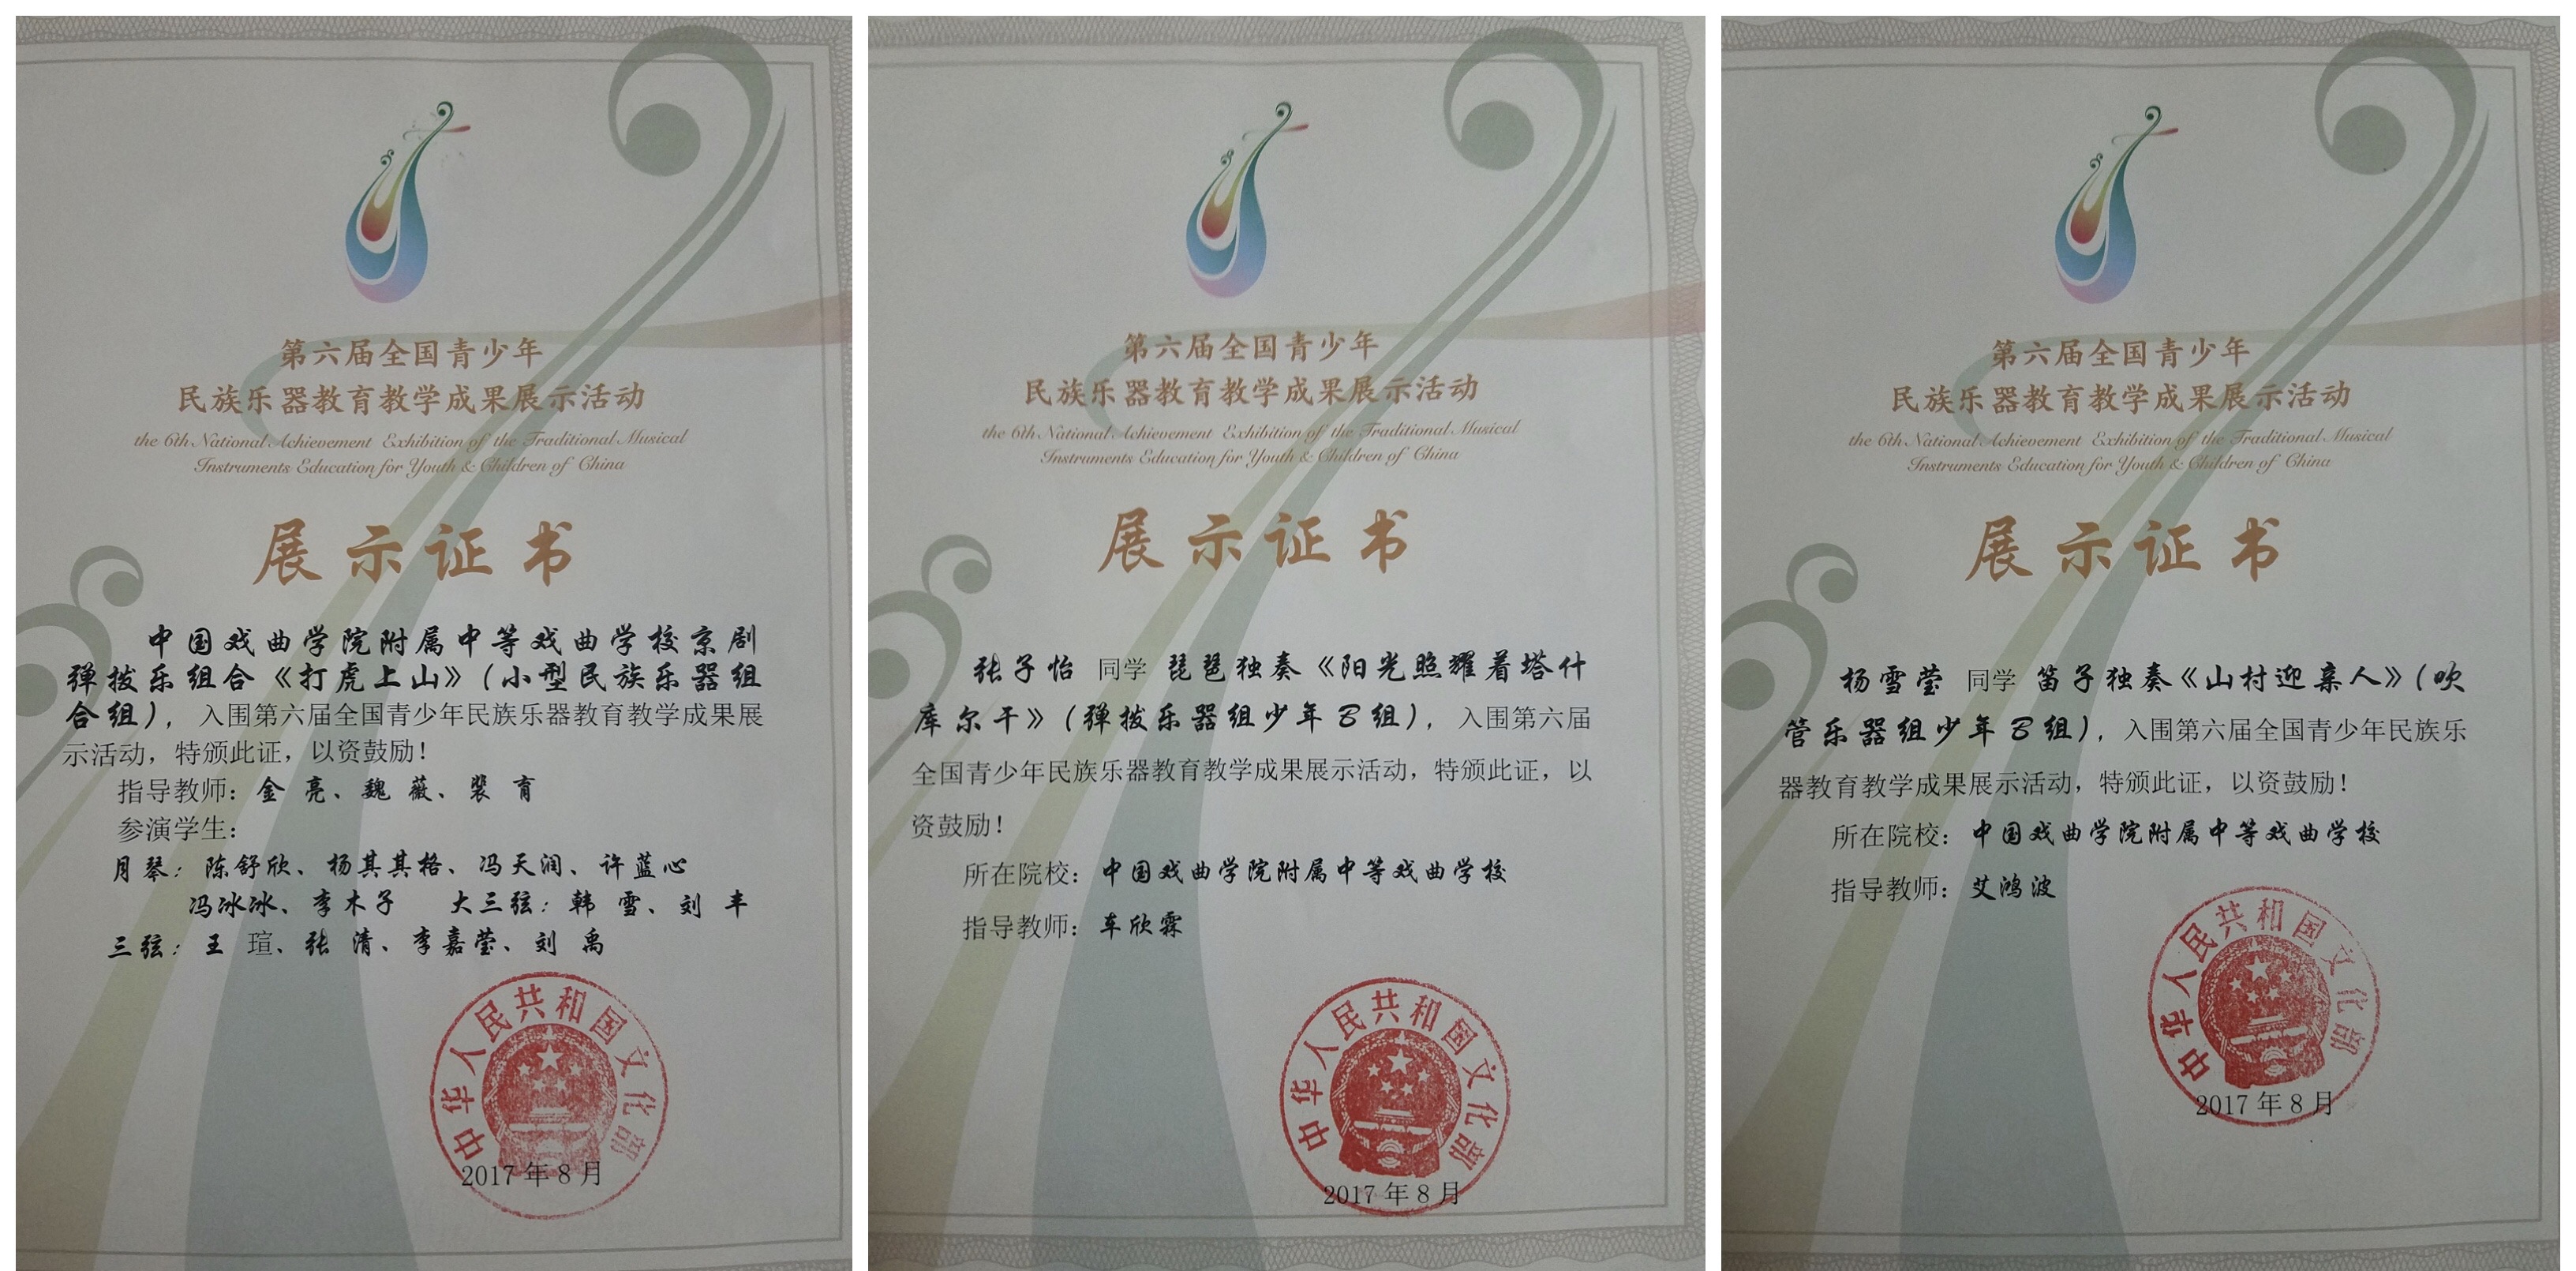 第六届全国青少年
民族乐器教育教学成果展示活动
the 6th National Achievement Exhibition of the Traditional Musical
Instruments Education for Youth & Children of China
展示证书
中国戏曲学院附属中等戏曲学校京剧
弹拨乐组合《打虎上山》(小型民族乐器组
合组)，入围第六届全国青少年民族乐器教育教学成果展
示活动，特颁此证，以资鼓励！
指导教师：金 亮、魏 薇、裴 育
参演学生：
月琴：陈舒欣、杨其其格、冯天润、许蓝心
冯冰冰、李木子 大三弦：韩 雪、刘 丰
三弦：王 瑄、张 清、李嘉莹、刘 禹
中华人民共和国文化部
2017年8月
第六届全国青少年
民族乐器教育教学成果展示活动
the 6th National Achievement Exhibition of the Traditional Musical
Instruments Education for Youth & Children of China
展示证书
张子怡 同学 琵琶独奏《阳光照耀着塔什
库尔干》(弹拨乐器组少年B组)，入围第六届
全国青少年民族乐器教育教学成果展示活动，特颁此证，以
资鼓励！
所在院校：中国戏曲学院附属中等戏曲学校
指导教师：车欣霖
中华人民共和国文化部
2017年8月
第六届全国青少年
民族乐器教育教学成果展示活动
the 6th National Achievement Exhibition of the Traditional Musical
Instruments Education for Youth & Children of China
展示证书
杨雪莹 同学 笛子独奏《山村迎亲人》(吹
管乐器组少年B组)，入围第六届全国青少年民族乐
器教育教学成果展示活动，特颁此证，以资鼓励！
所在院校：中国戏曲学院附属中等戏曲学校
指导教师：艾鸿波
中华人民共和国文化部
2017年8月